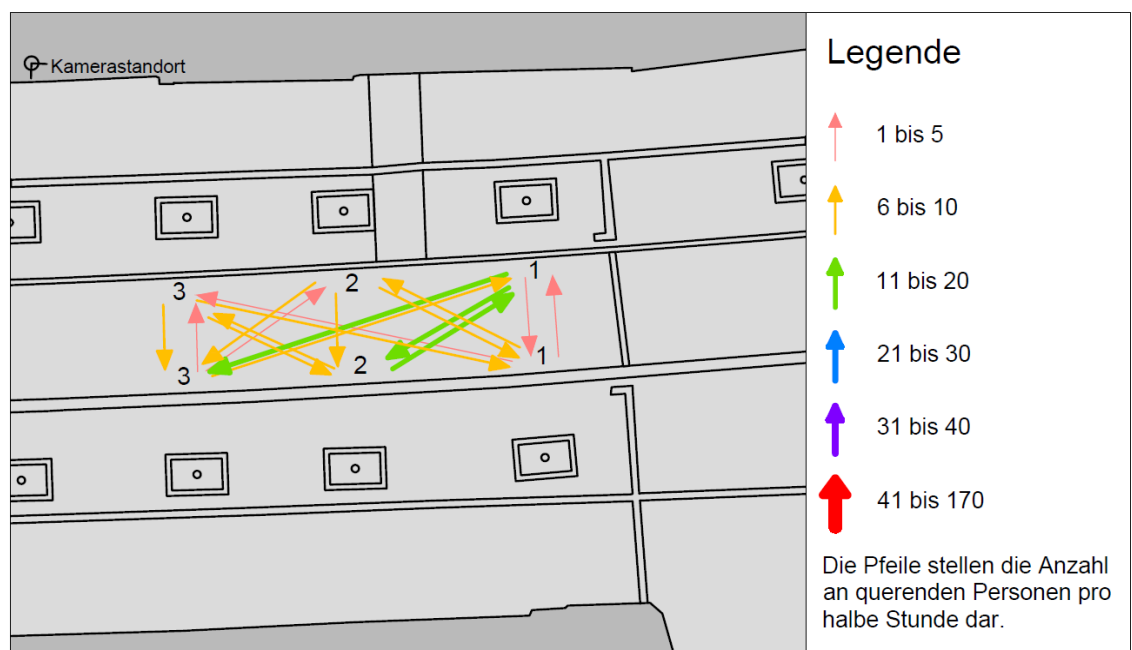 Kamerastandort
1
2
3
3
2
1
Legende
1 bis 5
6 bis 10
11 bis 20
21 bis 30
31 bis 40
41 bis 170
Die Pfeile stellen die Anzahl
an querenden Personen pro
halbe Stunde dar.